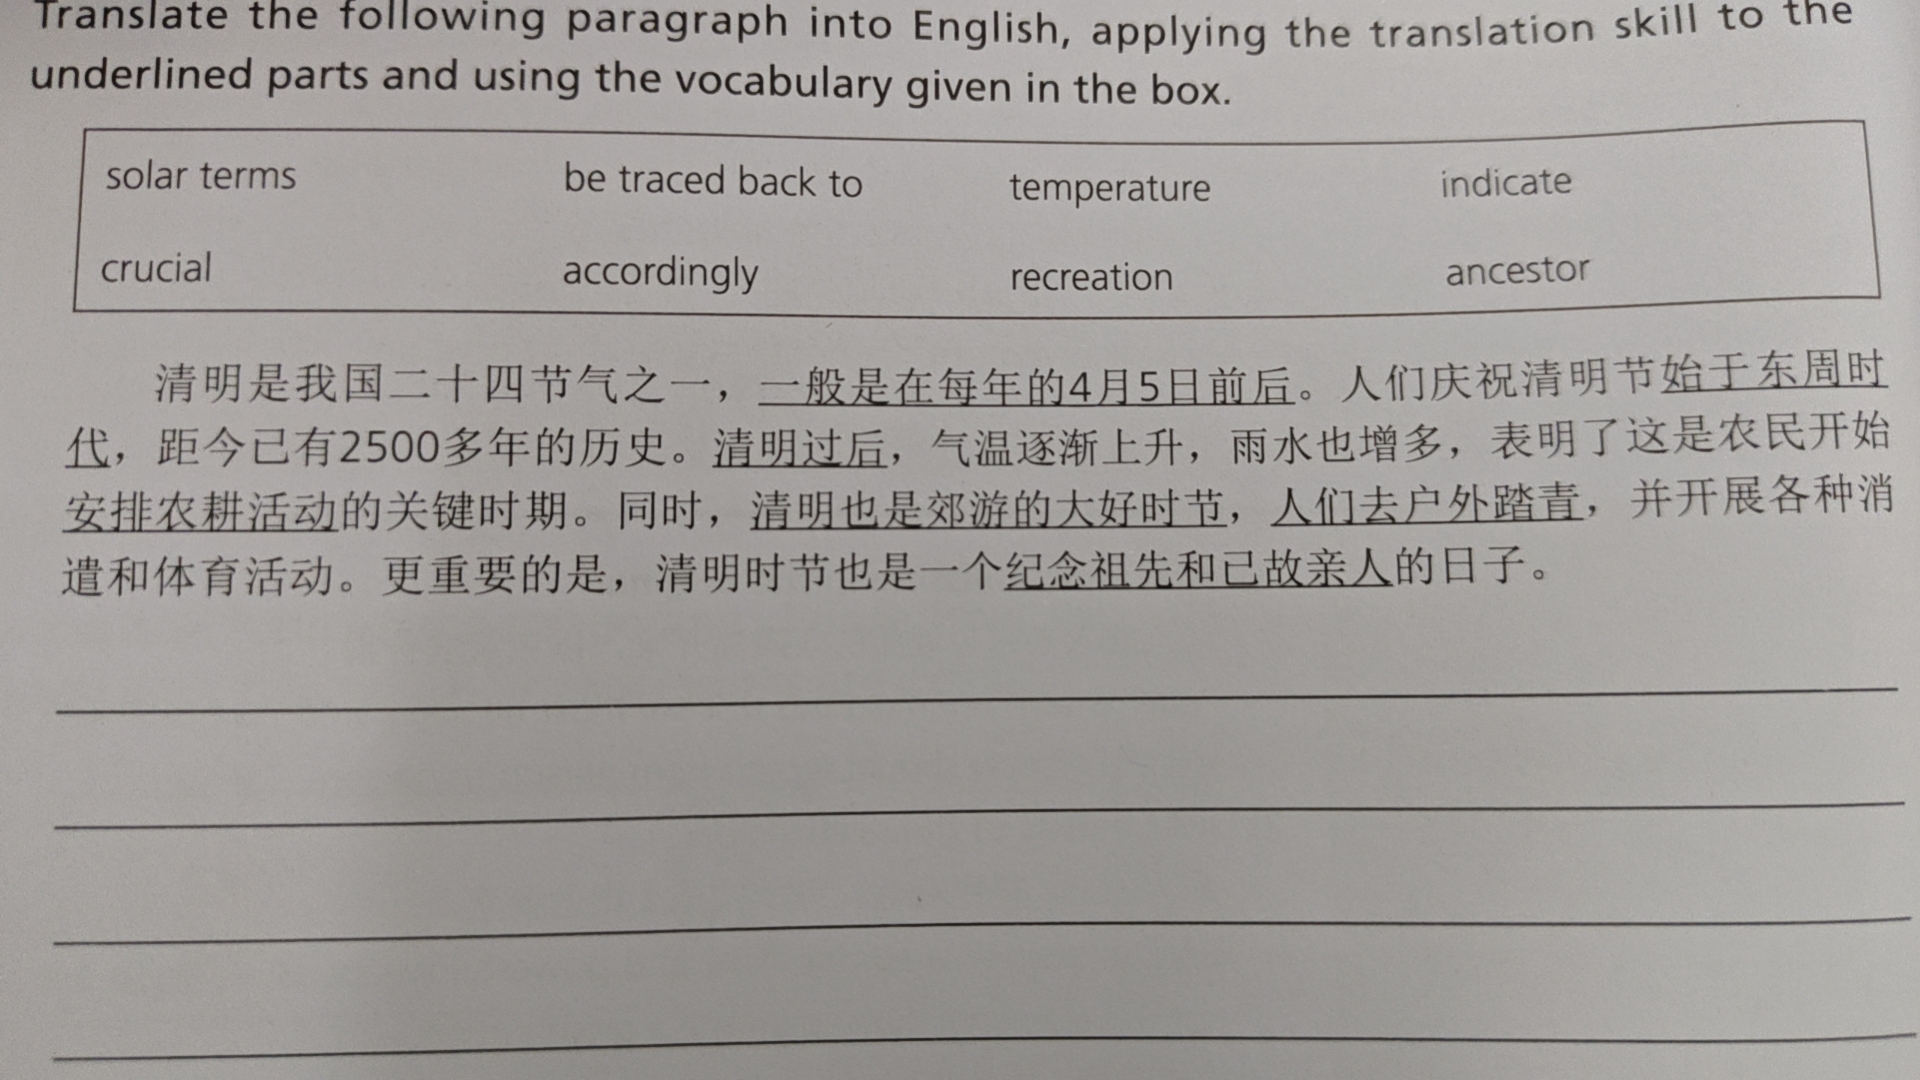 Translate the following paragraph into English, applying the translation skill to the
underlined parts and using the vocabulary given in the box.
solar terms be traced back to temperature indicate
crucial accordingly recreation ancestor
清明是我国二十四节气之一，一般是在每年的4月5日前后。人们庆祝清明节始于东周时
代，距今已有2500多年的历史。清明过后，气温逐渐上升，雨水也增多，表明了这是农民开始
安排农耕活动的关键时期。同时，清明也是郊游的大好时节，人们去户外踏青，并开展各种消
遣和体育活动。更重要的是，清明时节也是一个纪念祖先和已故亲人的日子。